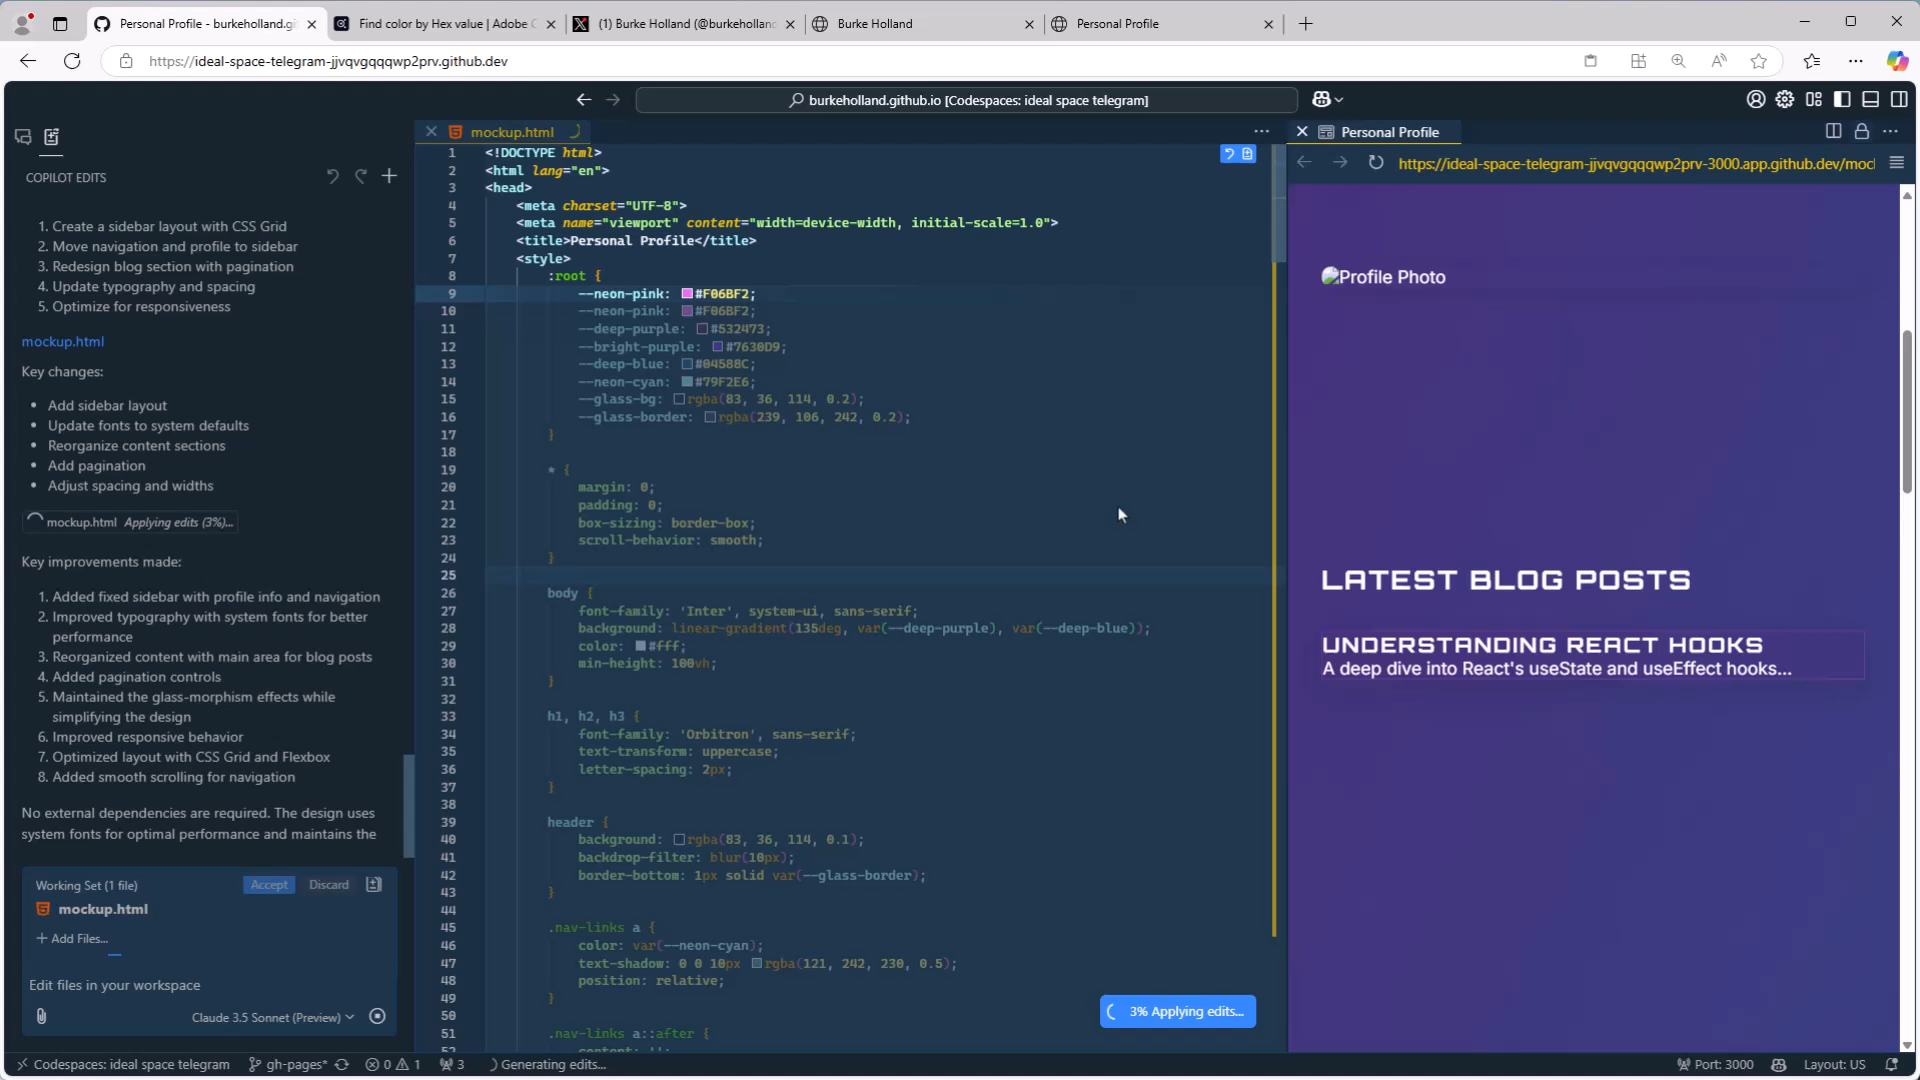 Personal Profile - burkeholland.gi
Find color by Hex value | Adobe C
(1) Burke Holland (@burkeholland
Burke Holland
Personal Profile
https://ideal-space-telegram-jjvqvgqqqwp2prv.github.dev
burkeholland.github.io [Codespaces: ideal space telegram]
COPILOT EDITS
1. Create a sidebar layout with CSS Grid
2. Move navigation and profile to sidebar
3. Redesign blog section with pagination
4. Update typography and spacing
5. Optimize for responsiveness
mockup.html
Key changes:
• Add sidebar layout
• Update fonts to system defaults
• Reorganize content sections
• Add pagination
• Adjust spacing and widths
mockup.html Applying edits (3%)...
Key improvements made:
1. Added fixed sidebar with profile info and navigation
2. Improved typography with system fonts for better
performance
3. Reorganized content with main area for blog posts
4. Added pagination controls
5. Maintained the glass-morphism effects while
simplifying the design
6. Improved responsive behavior
7. Optimized layout with CSS Grid and Flexbox
8. Added smooth scrolling for navigation
No external dependencies are required. The design uses
system fonts for optimal performance and maintains the
Working Set (1 file)
Accept
Discard
mockup.html
+ Add Files...
Edit files in your workspace
Claude 3.5 Sonnet (Preview)
mockup.html
1 <!DOCTYPE html>
2 <html lang="en">
3 <head>
4 <meta charset="UTF-8">
5 <meta name="viewport" content="width=device-width, initial-scale=1.0">
6 <title>Personal Profile</title>
7 <style>
8 :root {
9 --neon-pink: #F06BF2;
10 --neon-pink: #F06BF2;
11 --deep-purple: #532473;
12 --bright-purple: #7630D9;
13 --deep-blue: #04588C;
14 --neon-cyan: #79F2E6;
15 --glass-bg: rgba(83, 36, 114, 0.2);
16 --glass-border: rgba(239, 106, 242, 0.2);
17 }
18
19 * {
20 margin: 0;
21 padding: 0;
22 box-sizing: border-box;
23 scroll-behavior: smooth;
24 }
25
26 body {
27 font-family: 'Inter', system-ui, sans-serif;
28 background: linear-gradient(135deg, var(--deep-purple), var(--deep-blue));
29 color: #fff;
30 min-height: 100vh;
31 }
32
33 h1, h2, h3 {
34 font-family: 'Orbitron', sans-serif;
35 text-transform: uppercase;
36 letter-spacing: 2px;
37 }
38
39 header {
40 background: rgba(83, 36, 114, 0.1);
41 backdrop-filter: blur(10px);
42 border-bottom: 1px solid var(--glass-border);
43 }
44
45 .nav-links a {
46 color: var(--neon-cyan);
47 text-shadow: 0 0 10px rgba(121, 242, 230, 0.5);
48 position: relative;
49 }
50
51 .nav-links a::after {
52 content: '';
3% Applying edits...
Personal Profile
https://ideal-space-telegram-jjvqvgqqqwp2prv-3000.app.github.dev/moc
Profile Photo
LATEST BLOG POSTS
UNDERSTANDING REACT HOOKS
A deep dive into React's useState and useEffect hooks...
Codespaces: ideal space telegram
gh-pages*
0
1
3
Generating edits...
Port: 3000
Layout: US